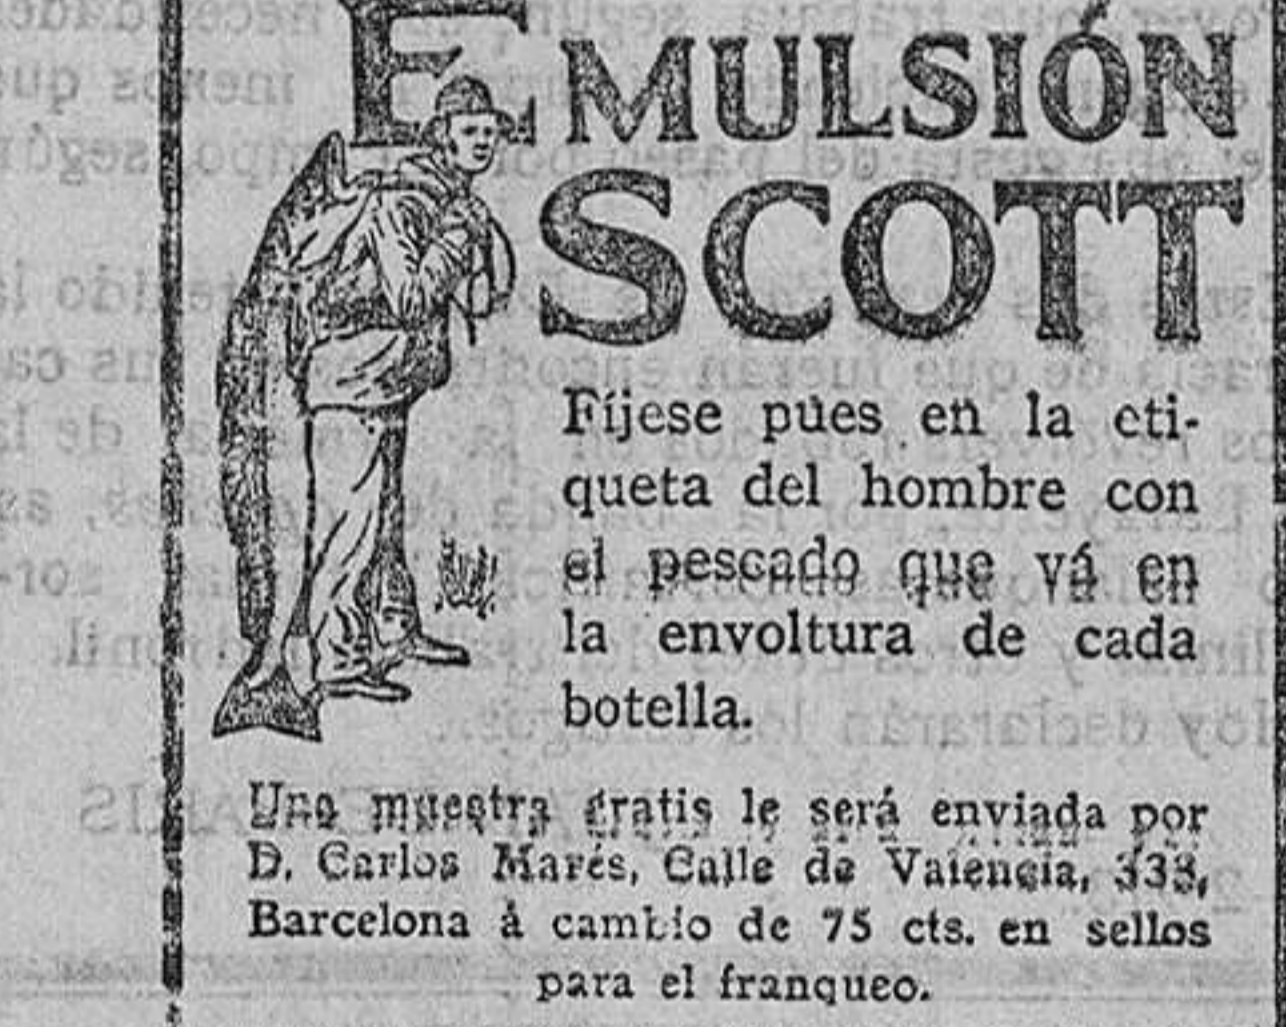 EMULSIÓN
SCOTT
Fíjese pues en la eti-
queta del hombre con
el pescado que vá en
la envoltura de cada
botella.
Una muestra gratis le será enviada por
D. Carlos Marés, Calle de Valencia, 333,
Barcelona á cambio de 75 cts. en sellos
para el franqueo.